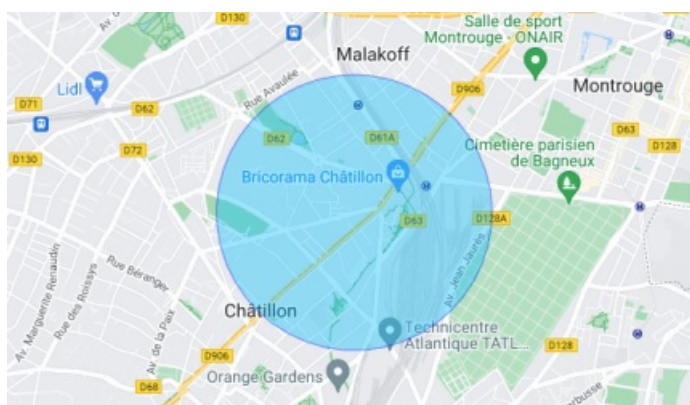 D130
Salle de sport
Montrouge - ONAIR
Malakoff
Lidl
Rue Avaulée
D906
Montrouge
D71
D62
D62
D61A
D63
D72
D130
Cimetière parisien
de Bagneux
D128
Bricorama Châtillon
D63
D128A
Av. Marguerite Renaudin
Rue des Roissys
Rue Béranger
Av. de la Paix
Av. Jean Jaurès
Châtillon
Technicentre
Atlantique TATL...
D906
D128
Orange Gardens
D68